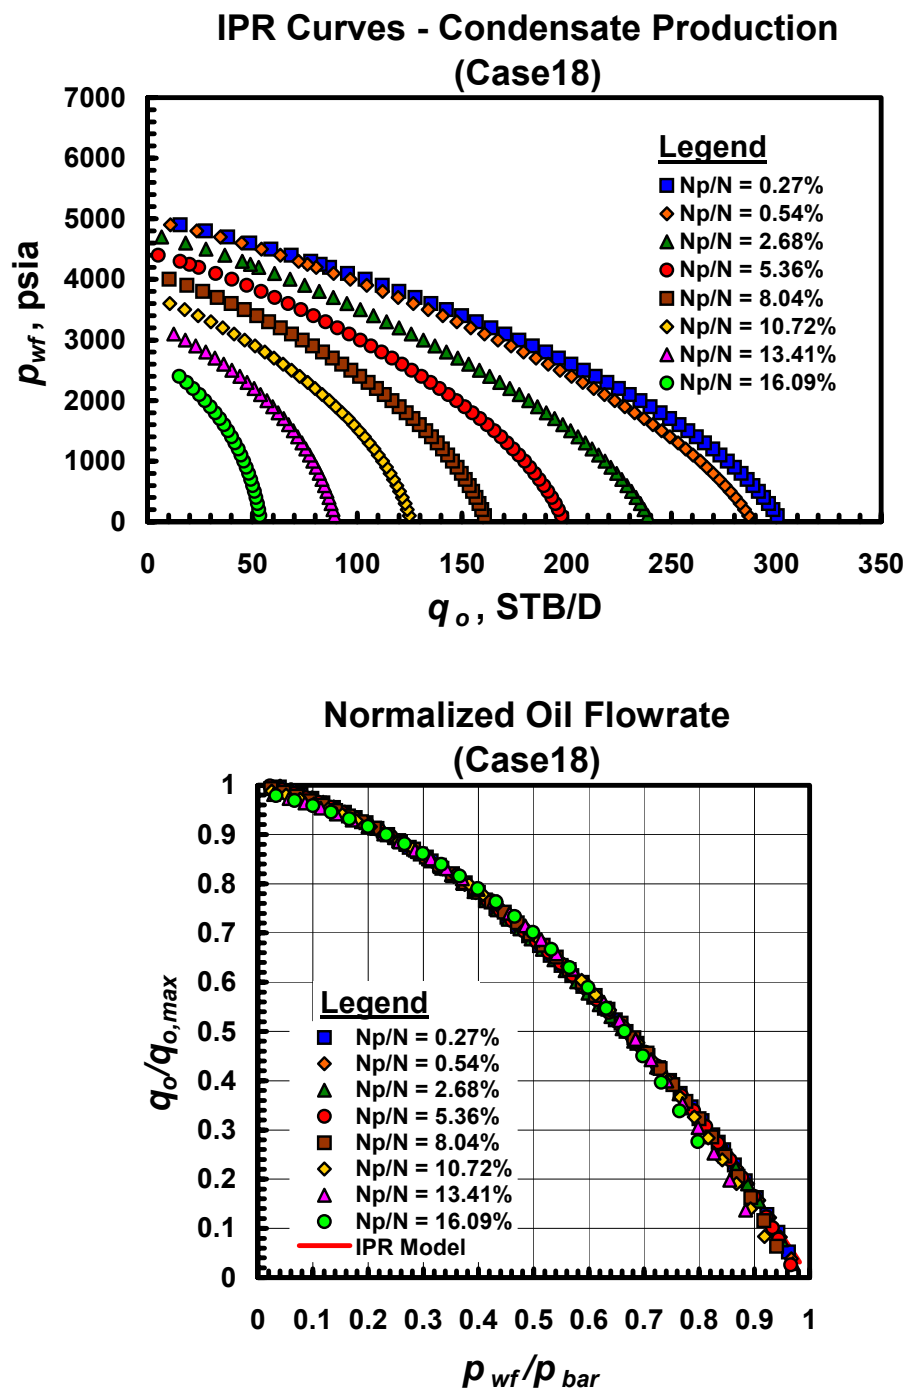 IPR Curves - Condensate Production
(Case18)
7000
6000
5000
4000
3000
2000
1000
0
p wf , psia
Legend
Np/N = 0.27%
Np/N = 0.54%
Np/N = 2.68%
Np/N = 5.36%
Np/N = 8.04%
Np/N = 10.72%
Np/N = 13.41%
Np/N = 16.09%
0 50 100 150 200 250 300 350
q o , STB/D
Normalized Oil Flowrate
(Case18)
1
0.9
0.8
0.7
0.6
0.5
0.4
0.3
0.2
0.1
0
qo/qo,max
Legend
Np/N = 0.27%
Np/N = 0.54%
Np/N = 2.68%
Np/N = 5.36%
Np/N = 8.04%
Np/N = 10.72%
Np/N = 13.41%
Np/N = 16.09%
IPR Model
0 0.1 0.2 0.3 0.4 0.5 0.6 0.7 0.8 0.9 1
p wf /p bar